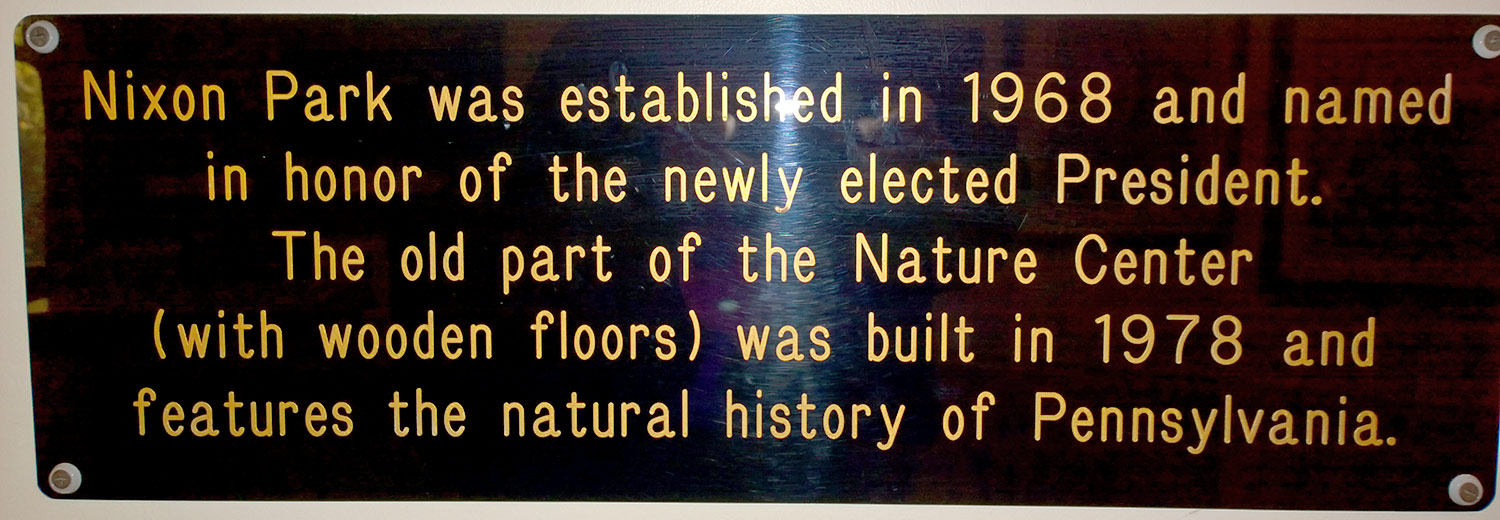 Nixon Park was established in 1968 and named
in honor of the newly elected President.
The old part of the Nature Center
(with wooden floors) was built in 1978 and
features the natural history of Pennsylvania.